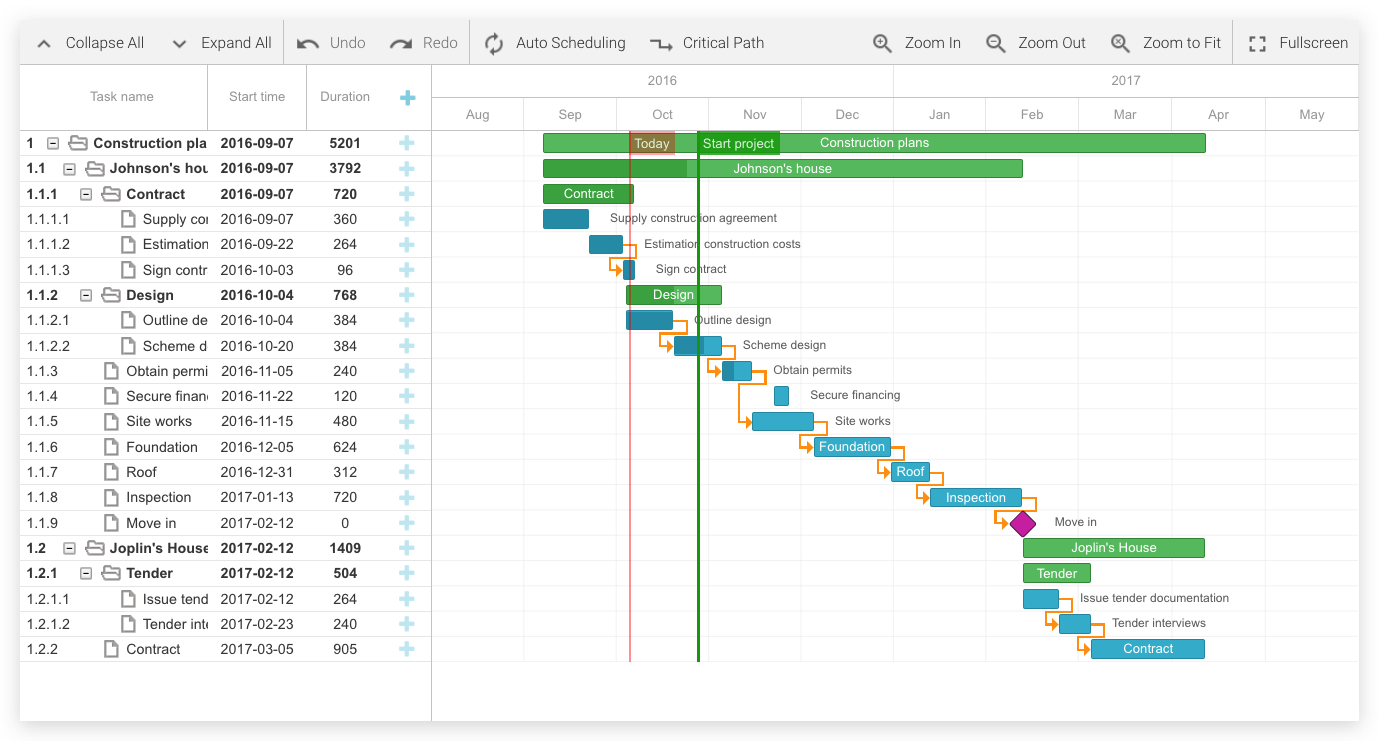 Collapse All Expand All Undo Redo Auto Scheduling Critical Path Zoom In Zoom Out Zoom to Fit Fullscreen
Task name Start time Duration
2016 2017
Aug Sep Oct Nov Dec Jan Feb Mar Apr May
1 Construction pla 2016-09-07 5201 Today Start project Construction plans
1.1 Johnson's hou 2016-09-07 3792 Johnson's house
1.1.1 Contract 2016-09-07 720 Contract
1.1.1.1 Supply cor 2016-09-07 360 Supply construction agreement
1.1.1.2 Estimation 2016-09-22 264 Estimation construction costs
1.1.1.3 Sign contr 2016-10-03 96 Sign contract
1.1.2 Design 2016-10-04 768 Design
1.1.2.1 Outline de 2016-10-04 384 Outline design
1.1.2.2 Scheme d 2016-10-20 384 Scheme design
1.1.3 Obtain permi 2016-11-05 240 Obtain permits
1.1.4 Secure finan 2016-11-22 120 Secure financing
1.1.5 Site works 2016-11-15 480 Site works
1.1.6 Foundation 2016-12-05 624 Foundation
1.1.7 Roof 2016-12-31 312 Roof
1.1.8 Inspection 2017-01-13 720 Inspection
1.1.9 Move in 2017-02-12 0 Move in
1.2 Joplin's House 2017-02-12 1409 Joplin's House
1.2.1 Tender 2017-02-12 504 Tender
1.2.1.1 Issue tend 2017-02-12 264 Issue tender documentation
1.2.1.2 Tender inte 2017-02-23 240 Tender interviews
1.2.2 Contract 2017-03-05 905 Contract